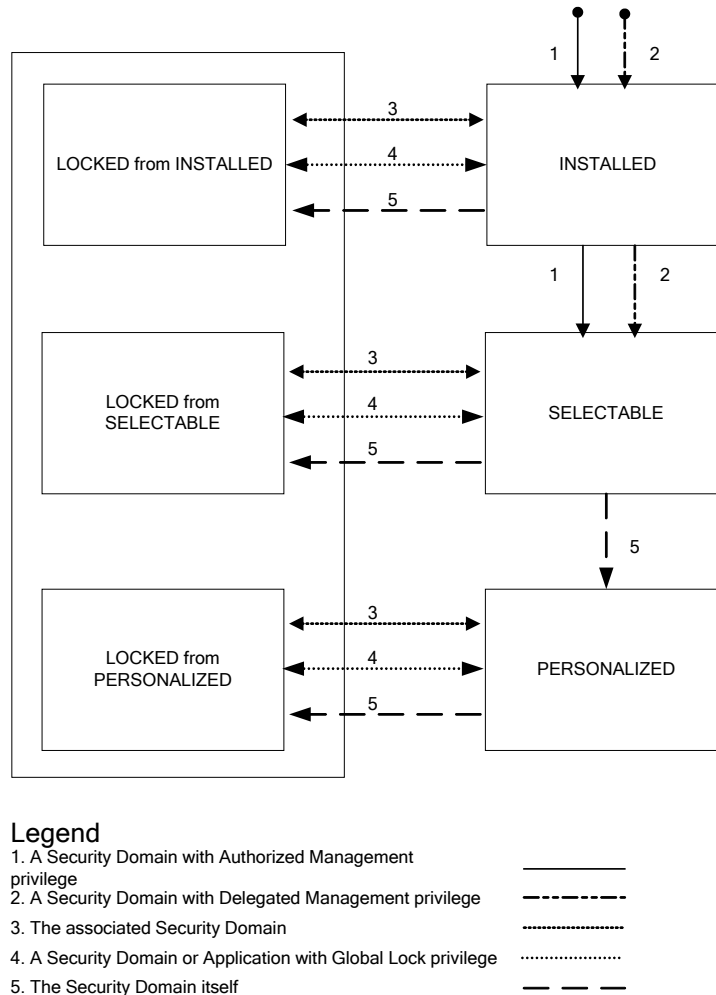 1
2
3
LOCKED from INSTALLED
4
INSTALLED
5
1
2
3
LOCKED from
SELECTABLE
4
SELECTABLE
5
5
3
LOCKED from
PERSONALIZED
4
PERSONALIZED
5
Legend
1. A Security Domain with Authorized Management
privilege
2. A Security Domain with Delegated Management privilege
3. The associated Security Domain
4. A Security Domain or Application with Global Lock privilege
5. The Security Domain itself